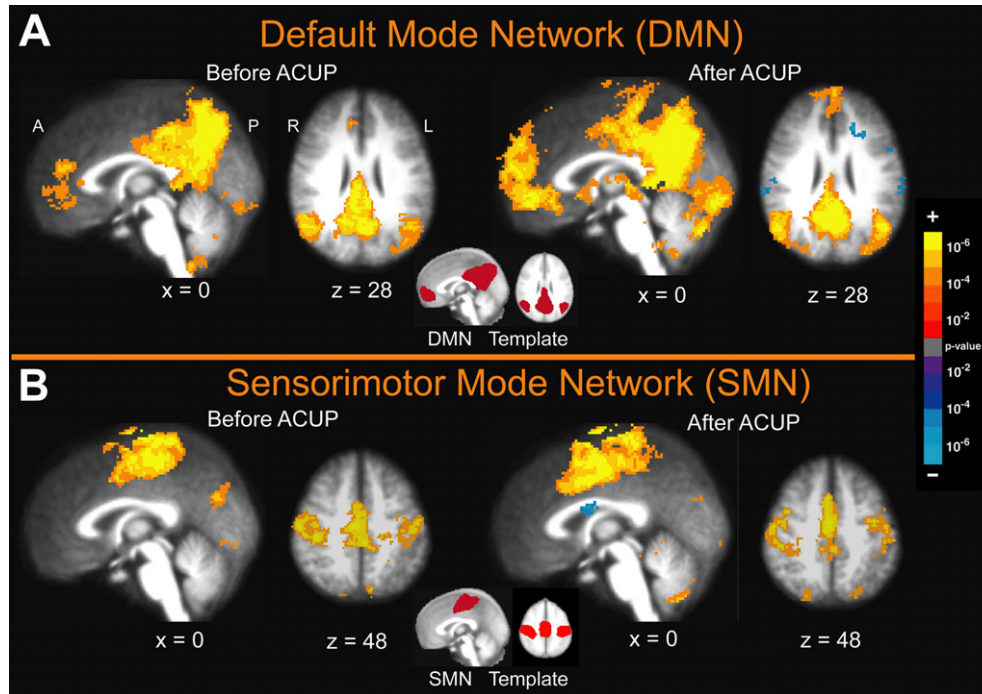 A
Default Mode Network (DMN)
Before ACUP
After ACUP
A
P
R
L
x = 0
z = 28
x = 0
z = 28
DMN Template
+
10-6
10-4
10-2
p-value
10-2
10-4
10-6
−
B
Sensorimotor Mode Network (SMN)
Before ACUP
After ACUP
x = 0
z = 48
x = 0
z = 48
SMN Template